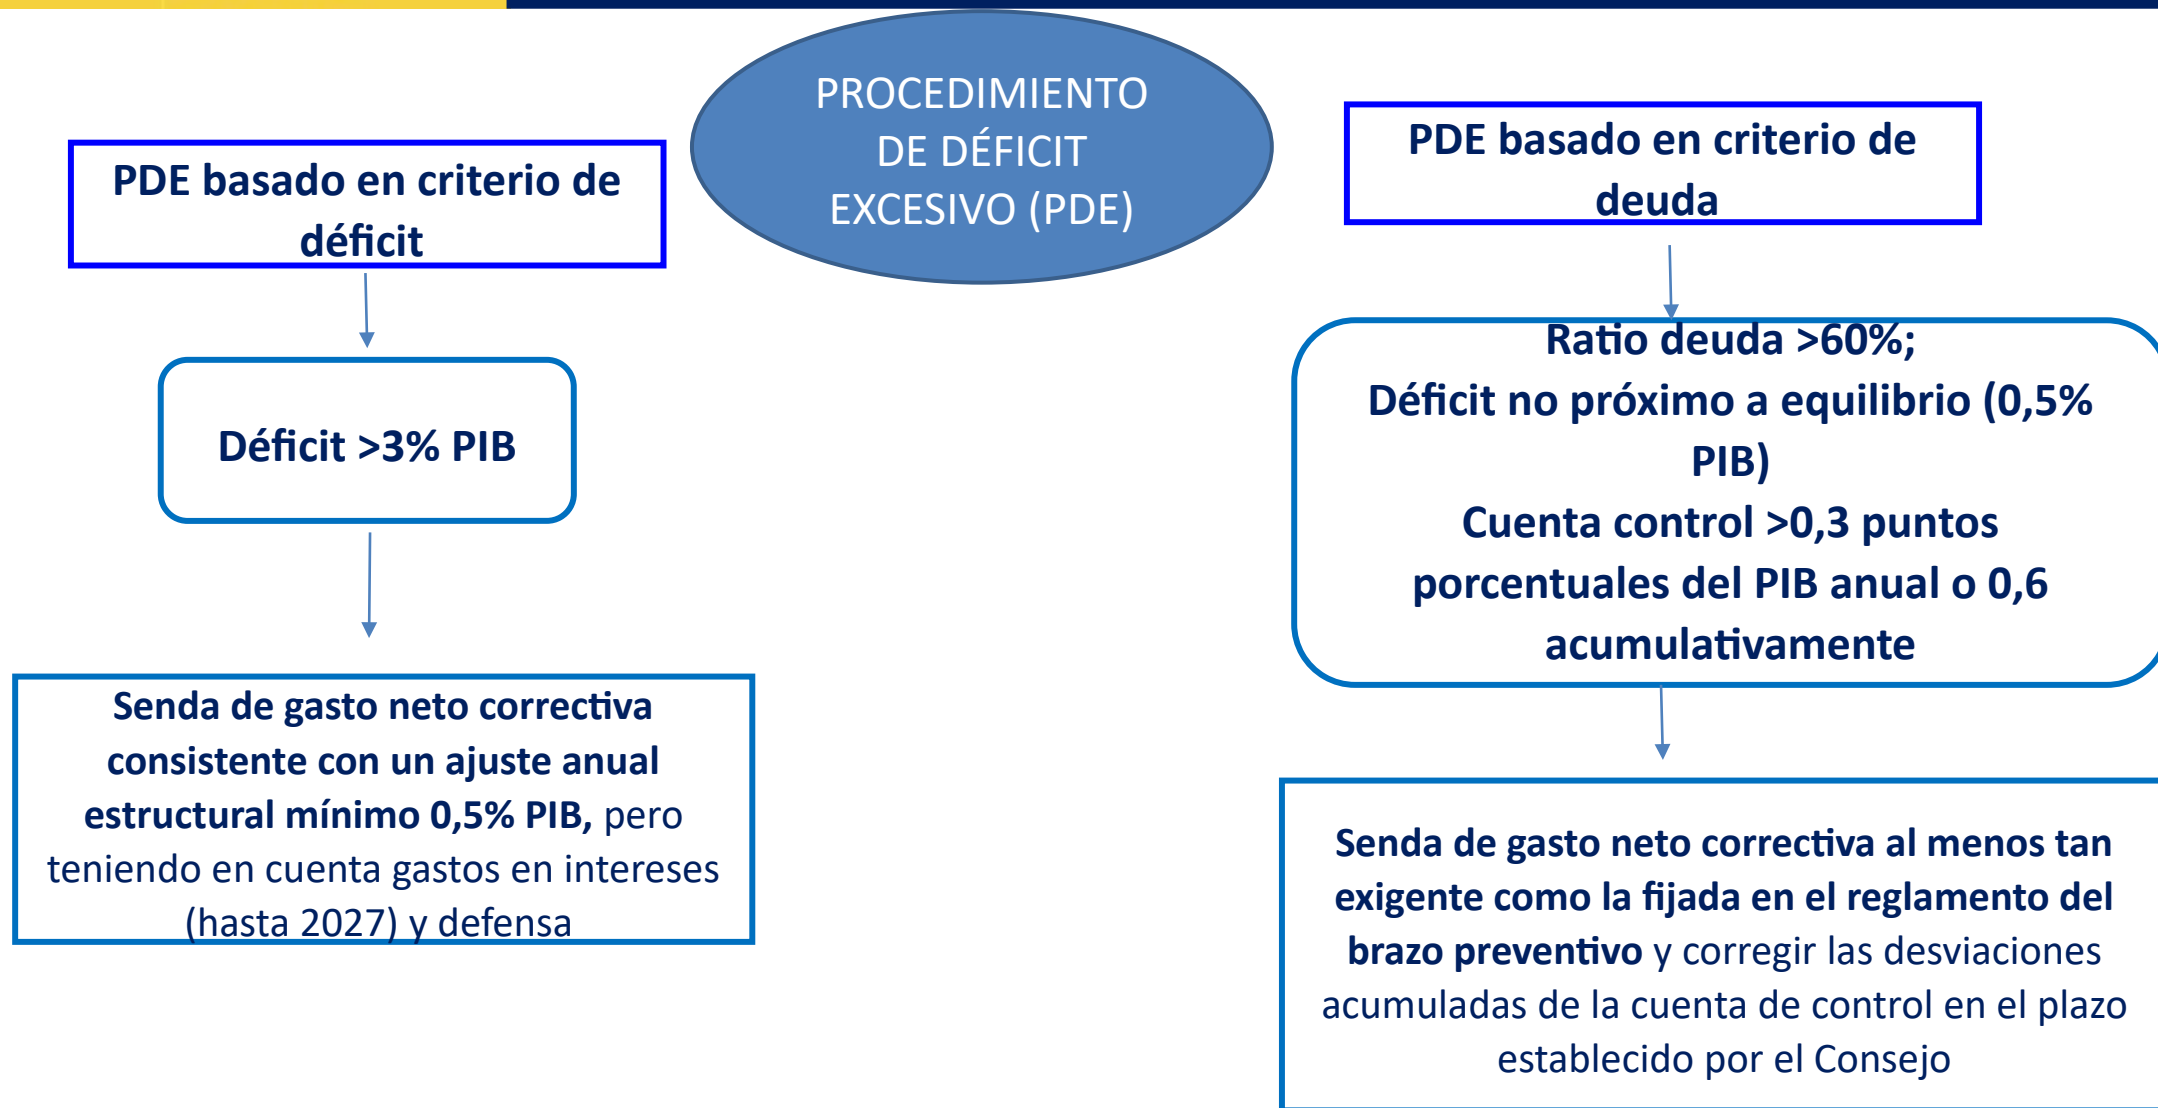 PROCEDIMIENTO
DE DÉFICIT
EXCESIVO (PDE)
PDE basado en criterio de
déficit
Déficit >3% PIB
Senda de gasto neto correctiva
consistente con un ajuste anual
estructural mínimo 0,5% PIB, pero
teniendo en cuenta gastos en intereses
(hasta 2027) y defensa
PDE basado en criterio de
deuda
Ratio deuda >60%;
Déficit no próximo a equilibrio (0,5%
PIB)
Cuenta control >0,3 puntos
porcentuales del PIB anual o 0,6
acumulativamente
Senda de gasto neto correctiva al menos tan
exigente como la fijada en el reglamento del
brazo preventivo y corregir las desviaciones
acumuladas de la cuenta de control en el plazo
establecido por el Consejo